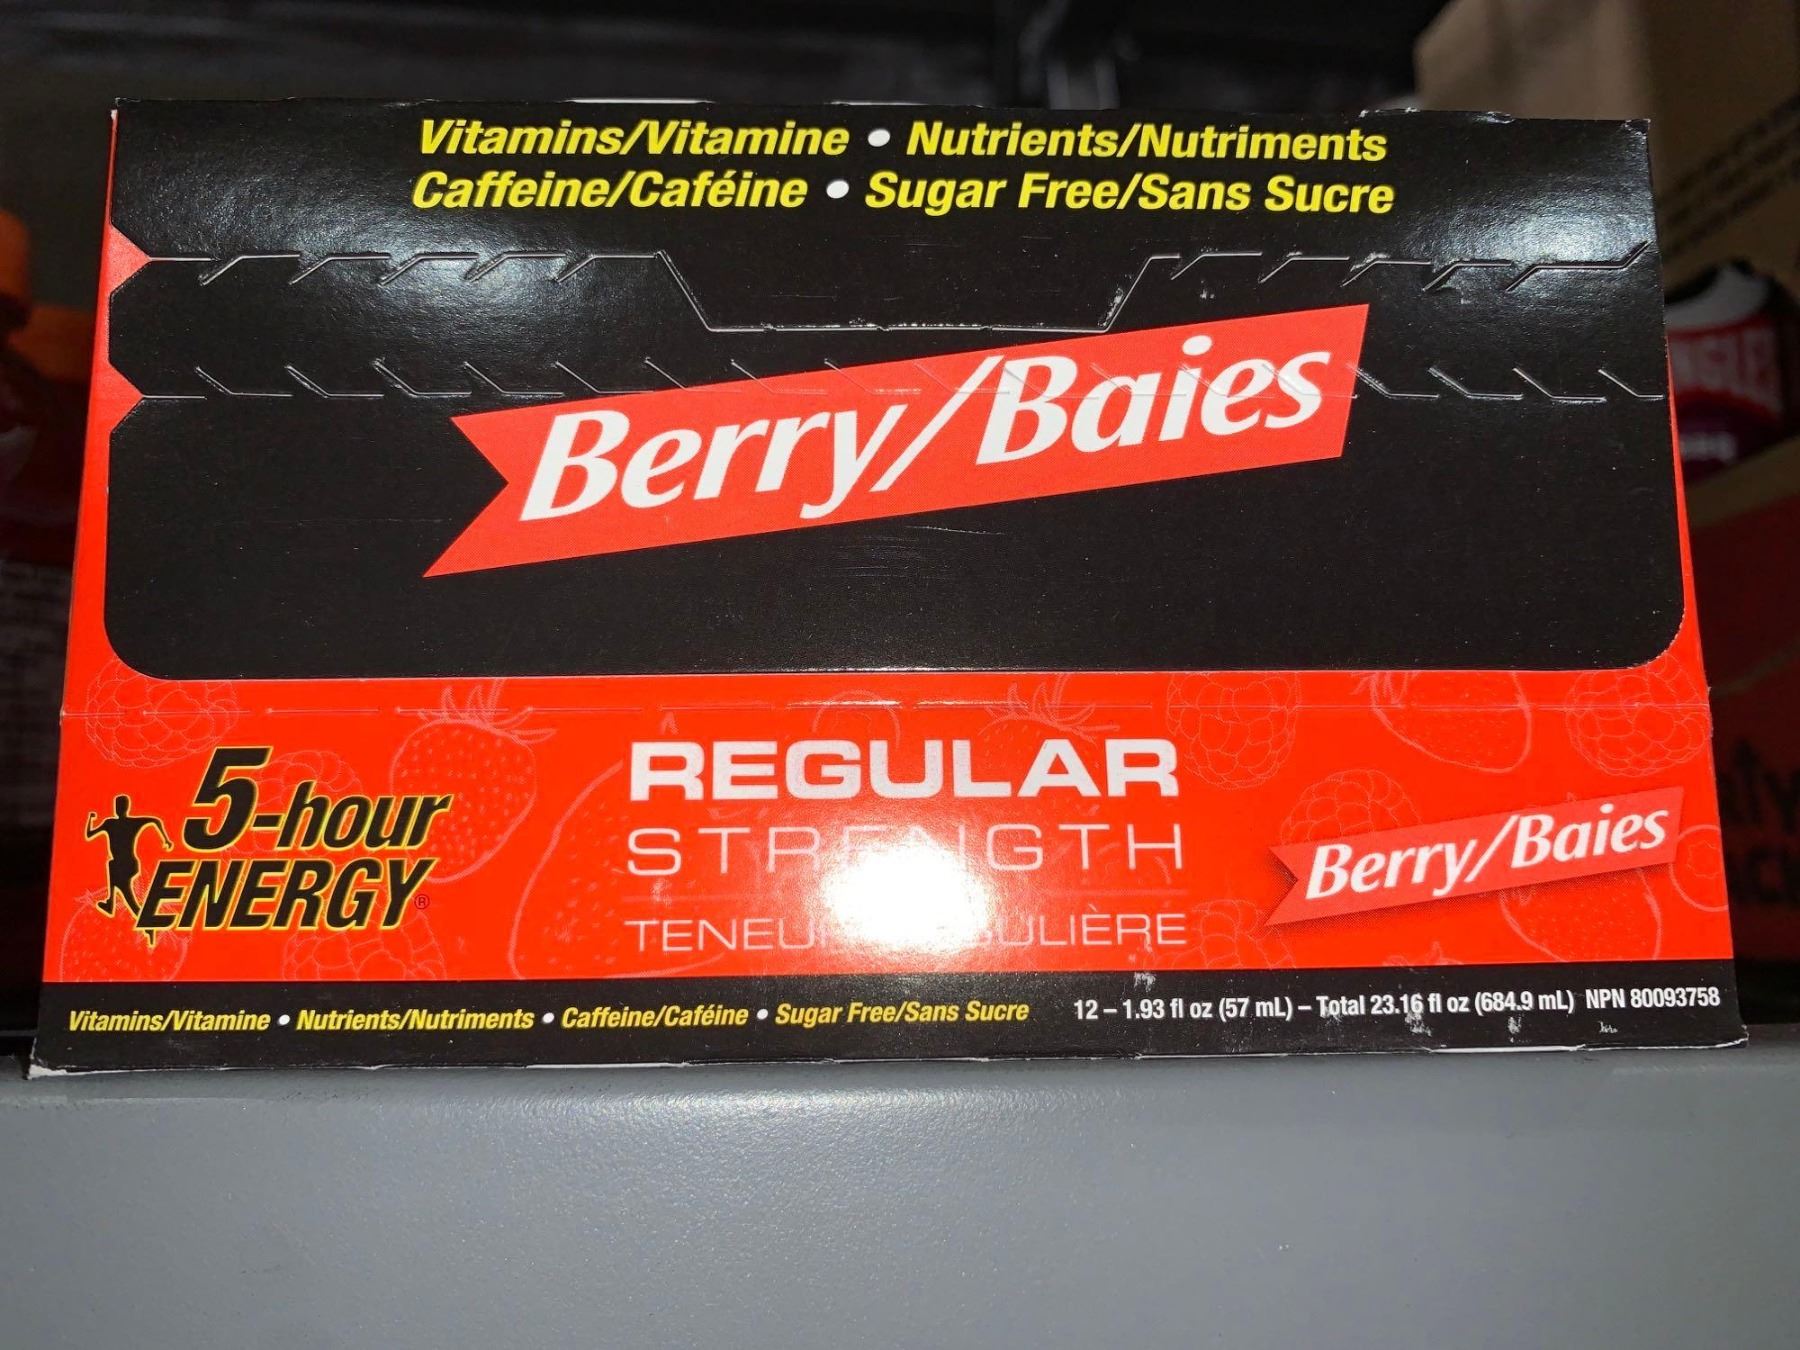 Vitamins/Vitamine • Nutrients/Nutriments
Caffeine/Caféine • Sugar Free/Sans Sucre
Berry/Baies
5-hour
ENERGY®
REGULAR
STRENGTH
Berry/Baies
Vitamins/Vitamine • Nutrients/Nutriments • Caffeine/Caféine • Sugar Free/Sans Sucre
12 – 1.93 fl oz (57 mL) – Total 23.16 fl oz (684.9 mL) NPN 80093758